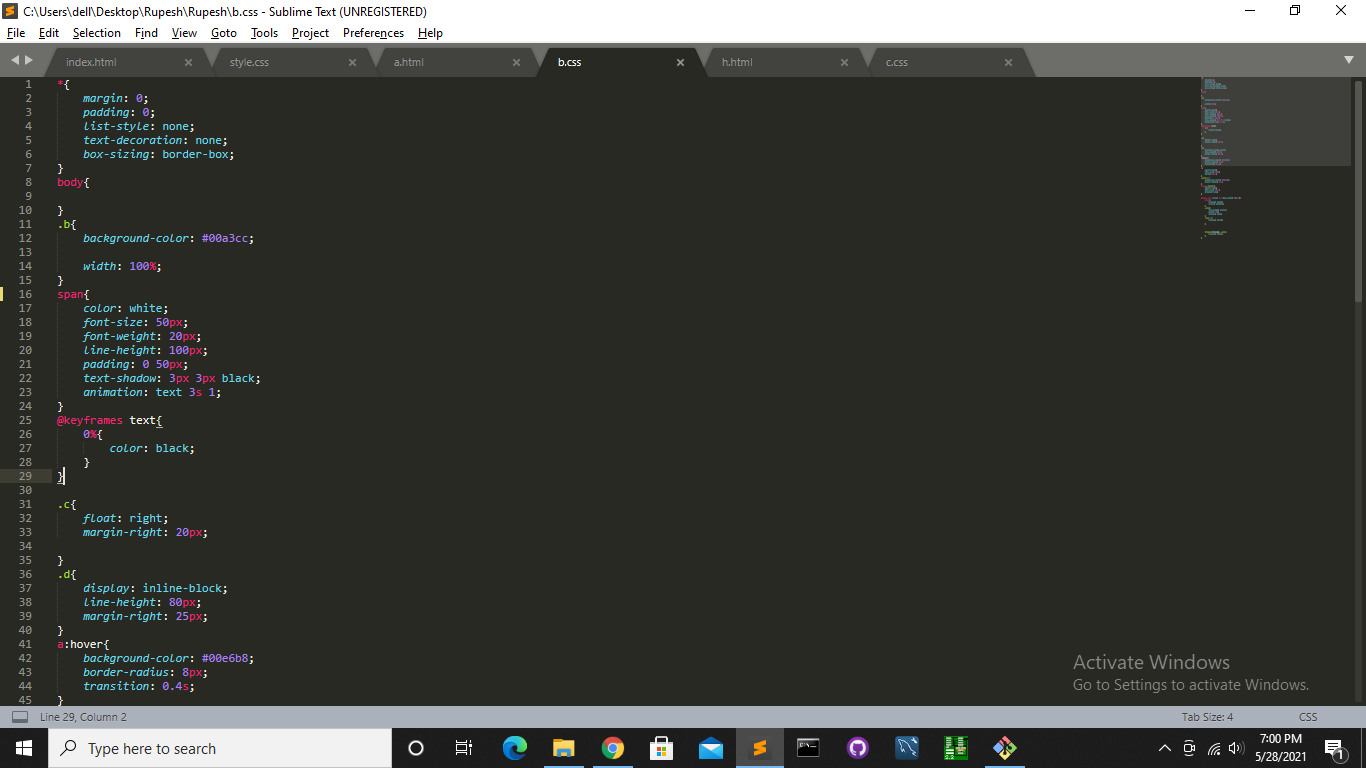 C:\Users\dell\Desktop\Rupesh\Rupesh\b.css - Sublime Text (UNREGISTERED)
File Edit Selection Find View Goto Tools Project Preferences Help
index.html × style.css × a.html × b.css × h.html × c.css ×
1 *{
2 margin: 0;
3 padding: 0;
4 list-style: none;
5 text-decoration: none;
6 box-sizing: border-box;
7 }
8 body{
9
10 }
11 .b{
12 background-color: #00a3cc;
13
14 width: 100%;
15 }
16 span{
17 color: white;
18 font-size: 50px;
19 font-weight: 20px;
20 line-height: 100px;
21 padding: 0 50px;
22 text-shadow: 3px 3px black;
23 animation: text 3s 1;
24 }
25 @keyframes text{
26 0%{
27 color: black;
28 }
29 }
30
31 .c{
32 float: right;
33 margin-right: 20px;
34
35 }
36 .d{
37 display: inline-block;
38 line-height: 80px;
39 margin-right: 25px;
40 }
41 a:hover{
42 background-color: #00e6b8;
43 border-radius: 8px;
44 transition: 0.4s;
45 }
Activate Windows
Go to Settings to activate Windows.
Line 29, Column 2 Tab Size: 4 CSS
Type here to search
7:00 PM
5/28/2021
1